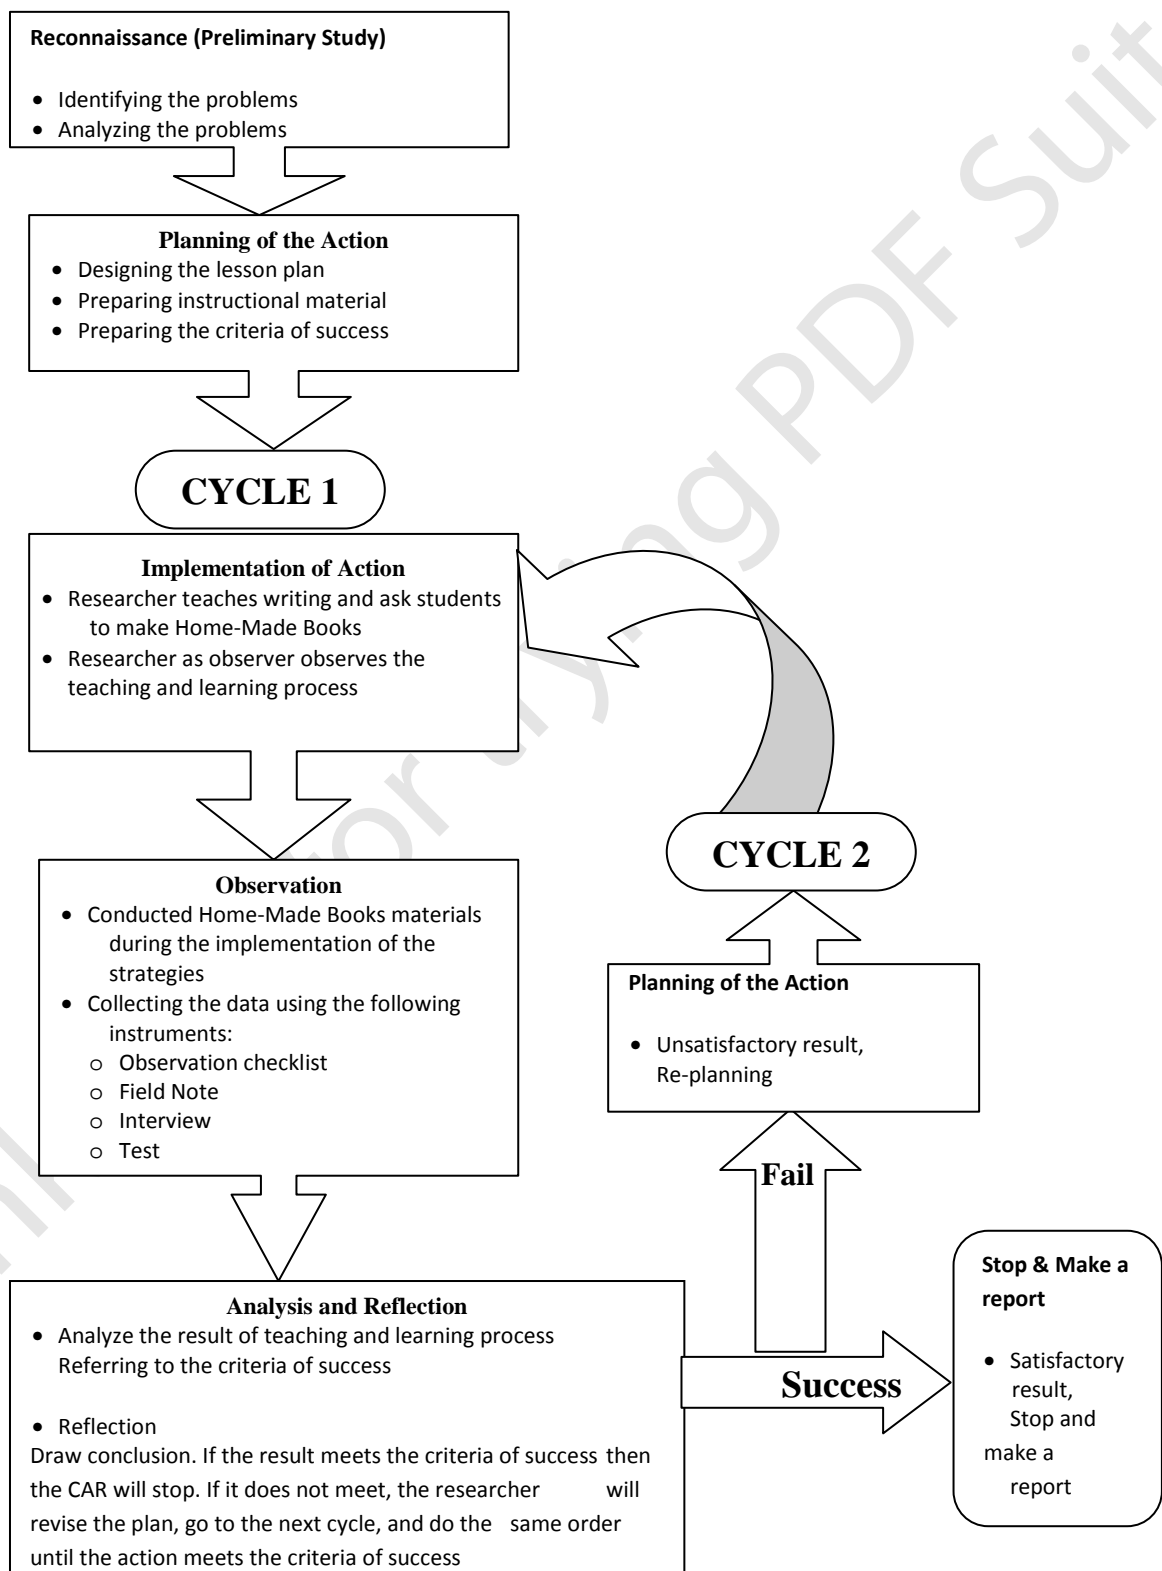 Reconnaissance (Preliminary Study)
• Identifying the problems
• Analyzing the problems
Planning of the Action
• Designing the lesson plan
• Preparing instructional material
• Preparing the criteria of success
CYCLE 1
Implementation of Action
• Researcher teaches writing and ask students
to make Home-Made Books
• Researcher as observer observes the
teaching and learning process
Observation
• Conducted Home-Made Books materials
during the implementation of the
strategies
• Collecting the data using the following
instruments:
o Observation checklist
o Field Note
o Interview
o Test
Analysis and Reflection
• Analyze the result of teaching and learning process
Referring to the criteria of success
• Reflection
Draw conclusion. If the result meets the criteria of success then
the CAR will stop. If it does not meet, the researcher will
revise the plan, go to the next cycle, and do the same order
until the action meets the criteria of success
CYCLE 2
Planning of the Action
• Unsatisfactory result,
Re-planning
Fail
Success
Stop & Make a
report
• Satisfactory
result,
Stop and
make a
report
for trying PDF Suit